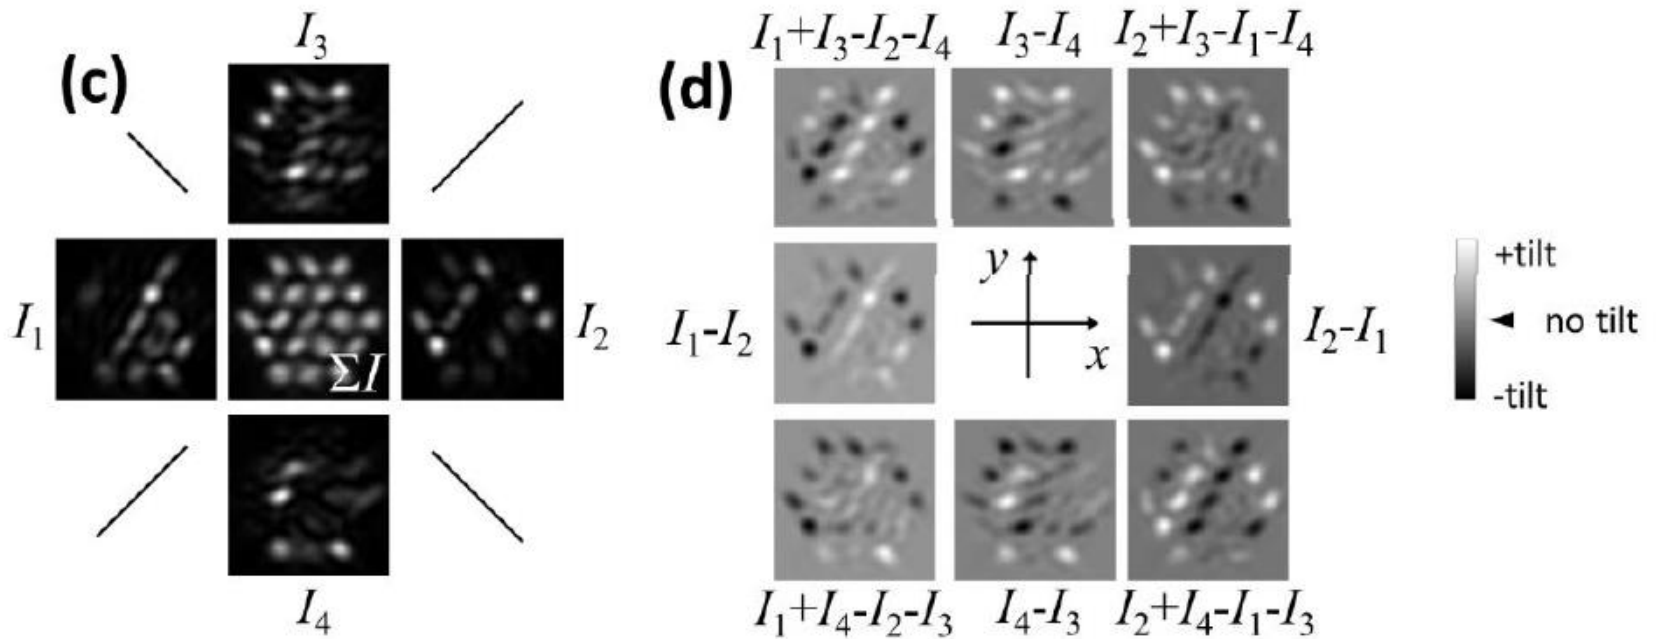 (c)
I₃
I₁
ΣI
I₂
I₄
(d)
I₁+I₃-I₂-I₄
I₃-I₄
I₂+I₃-I₁-I₄
I₁-I₂
y
x
I₂-I₁
I₁+I₄-I₂-I₃
I₄-I₃
I₂+I₄-I₁-I₃
+tilt
no tilt
-tilt